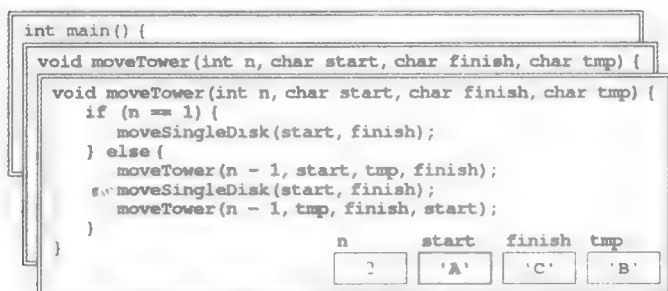 int main() {
void moveTower(int n, char start, char finish, char tmp) {
void moveTower(int n, char start, char finish, char tmp) {
if (n == 1) {
moveSingleDisk(start, finish);
} else {
moveTower(n - 1, start, tmp, finish);
moveSingleDisk(start, finish);
moveTower(n - 1, tmp, finish, start);
}
}
n start finish tmp
'A' 'C' 'B'